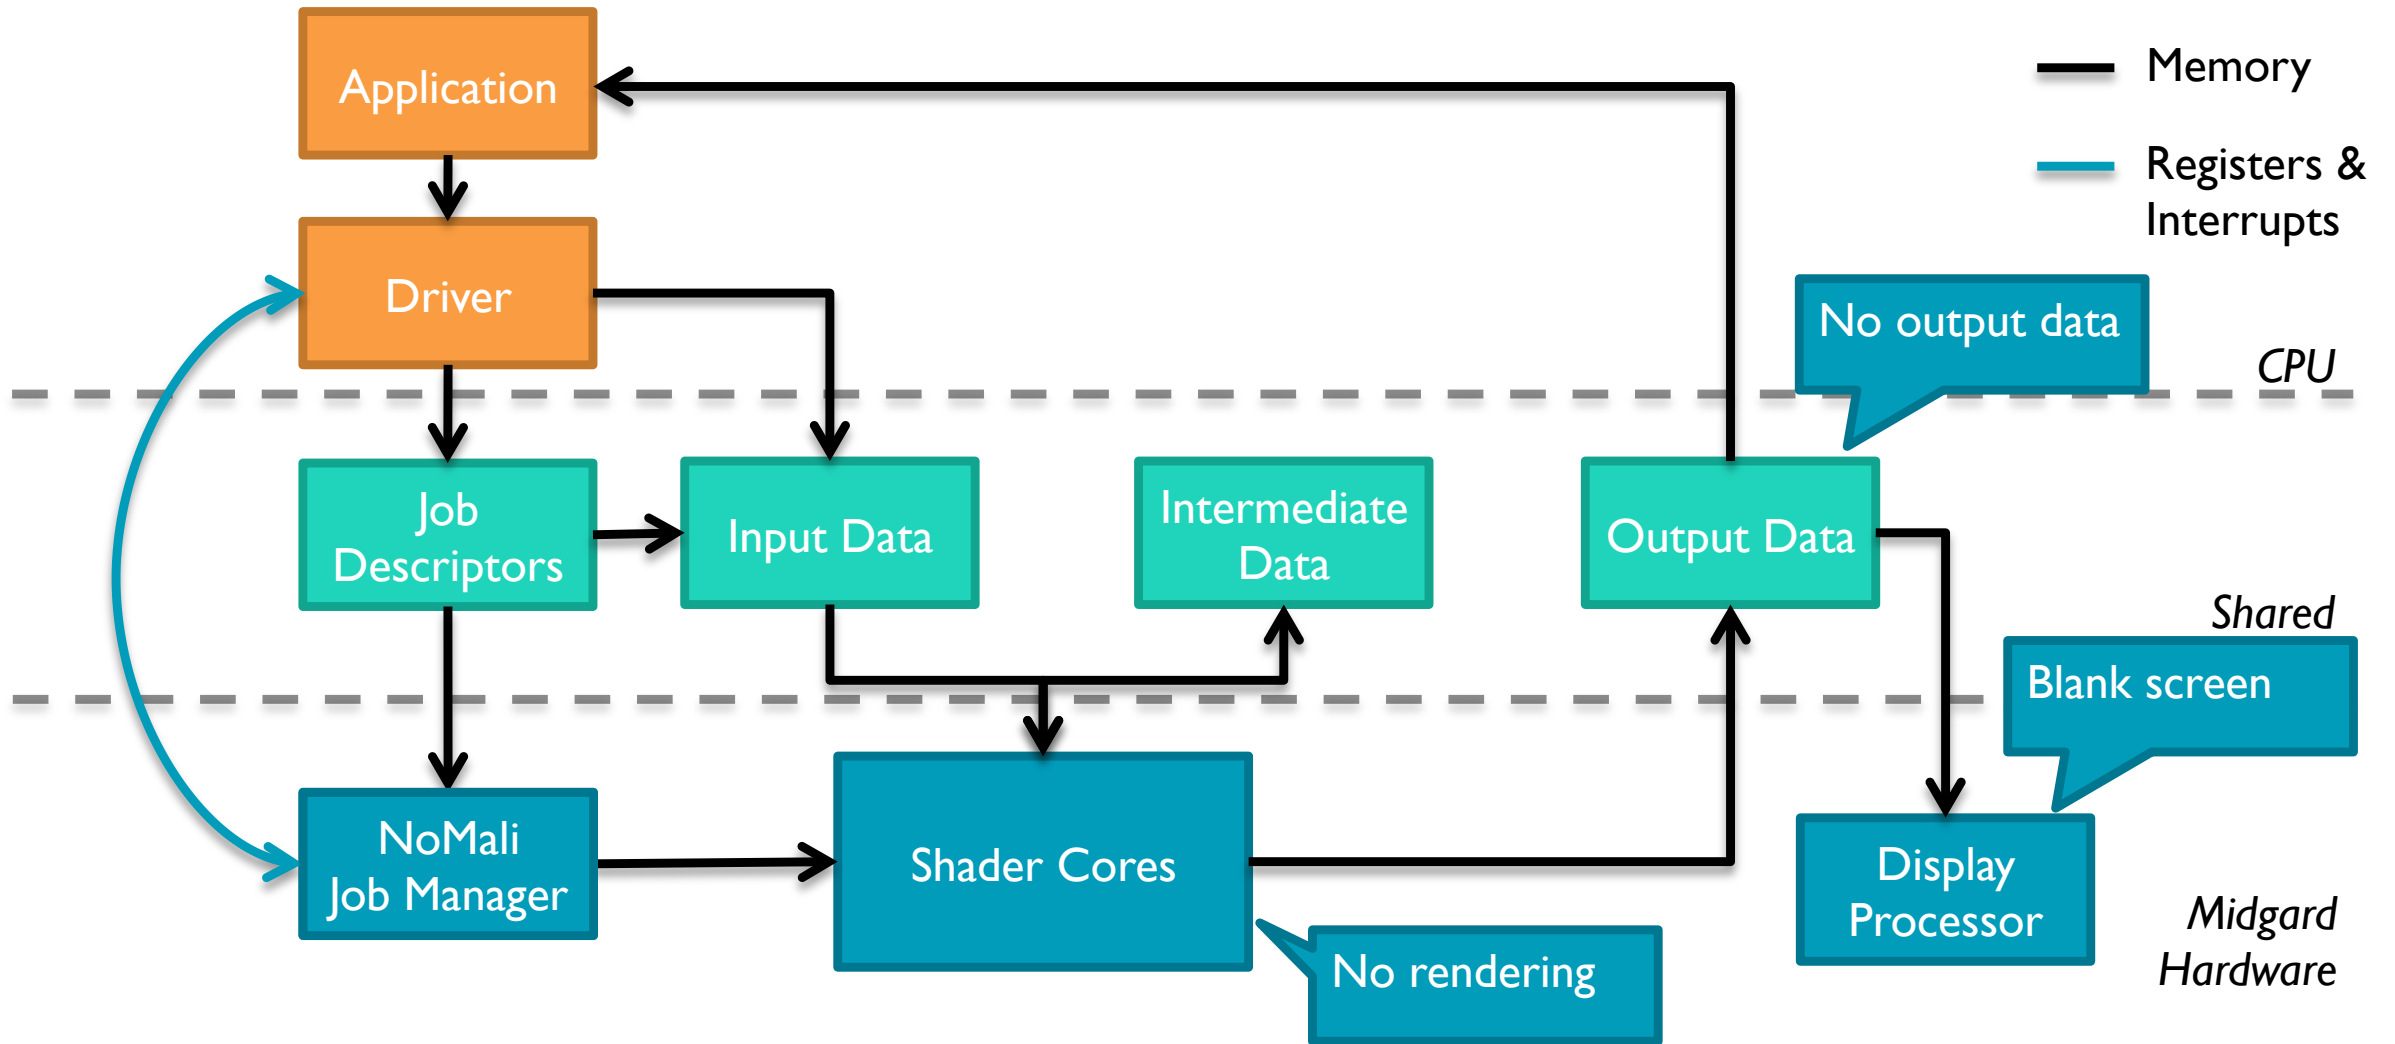 Application
Memory
Registers &
Interrupts
Driver
No output data
CPU
Job
Descriptors
Input Data
Intermediate
Data
Output Data
Shared
Blank screen
NoMali
Job Manager
Shader Cores
Display
Processor
Midgard
Hardware
No rendering